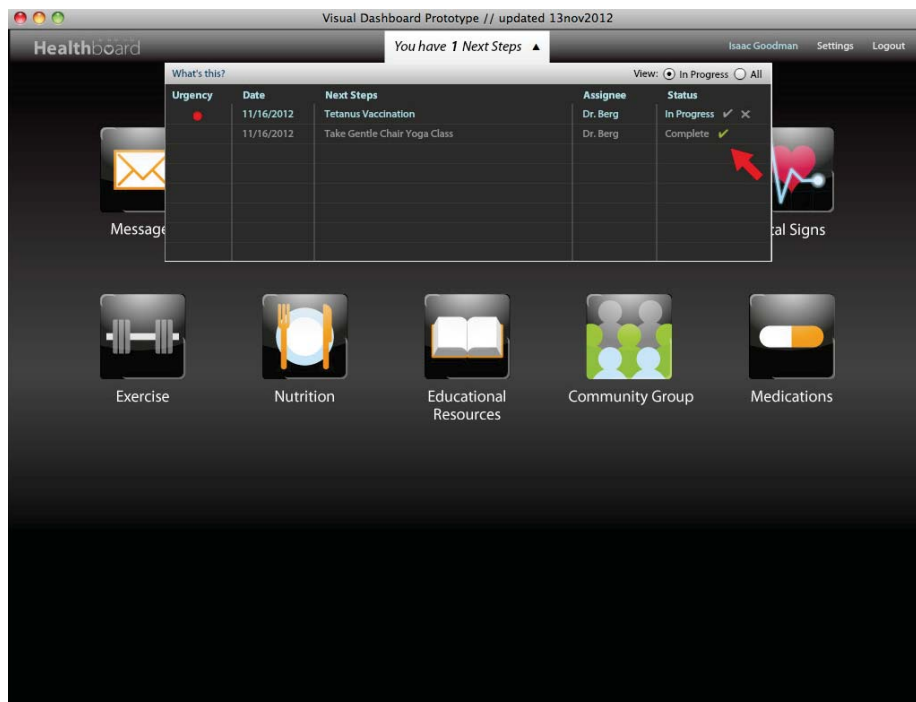 Visual Dashboard Prototype // updated 13nov2012
Healthboard
You have 1 Next Steps ▲
Isaac Goodman Settings Logout
What's this?
View: In Progress All
Urgency Date Next Steps Assignee Status
11/16/2012 Tetanus Vaccination Dr. Berg In Progress ✔ ✕
11/16/2012 Take Gentle Chair Yoga Class Dr. Berg Complete ✔
Message
tal Signs
Exercise
Nutrition
Educational
Resources
Community Group
Medications